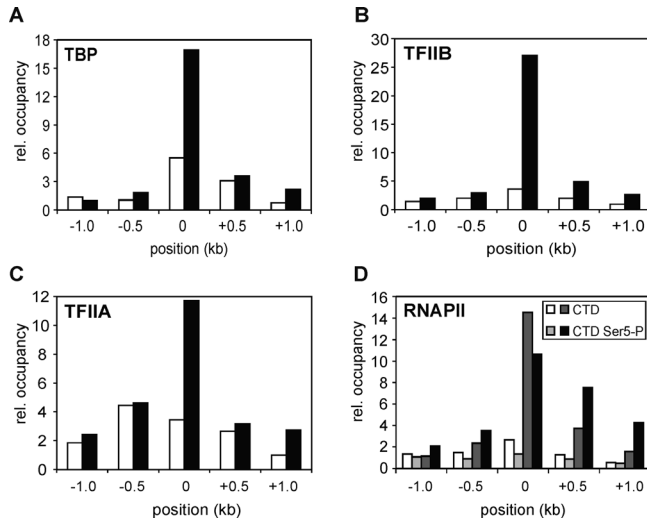 A
TBP
rel. occupancy
18
15
12
9
6
3
0
-1.0 -0.5 0 +0.5 +1.0
position (kb)
B
TFIIB
rel. occupancy
30
25
20
15
10
5
0
-1.0 -0.5 0 +0.5 +1.0
position (kb)
C
TFIIA
rel. occupancy
12
10
8
6
4
2
0
-1.0 -0.5 0 +0.5 +1.0
position (kb)
D
RNAPII
CTD
CTD Ser5-P
rel. occupancy
16
14
12
10
8
6
4
2
0
-1.0 -0.5 0 +0.5 +1.0
position (kb)